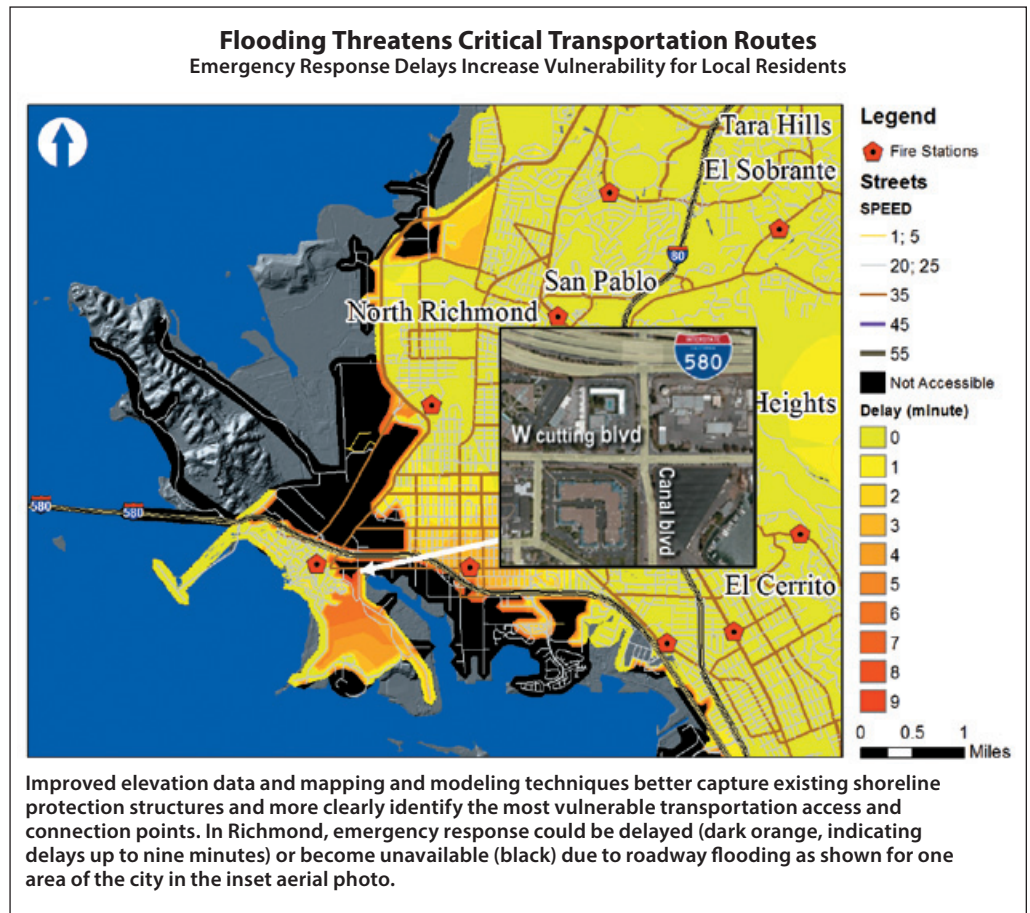 Flooding Threatens Critical Transportation Routes
Emergency Response Delays Increase Vulnerability for Local Residents
Tara Hills
El Sobrante
80
San Pablo
North Richmond
INTERSTATE
CALIFORNIA
580
Heights
W cutting blvd
Canal blvd
580
580
El Cerrito
Legend
Fire Stations
Streets
SPEED
1; 5
20; 25
35
45
55
Not Accessible
Delay (minute)
0
1
2
3
4
5
6
7
8
9
0 0.5 1
Miles
Improved elevation data and mapping and modeling techniques better capture existing shoreline
protection structures and more clearly identify the most vulnerable transportation access and
connection points. In Richmond, emergency response could be delayed (dark orange, indicating
delays up to nine minutes) or become unavailable (black) due to roadway flooding as shown for one
area of the city in the inset aerial photo.